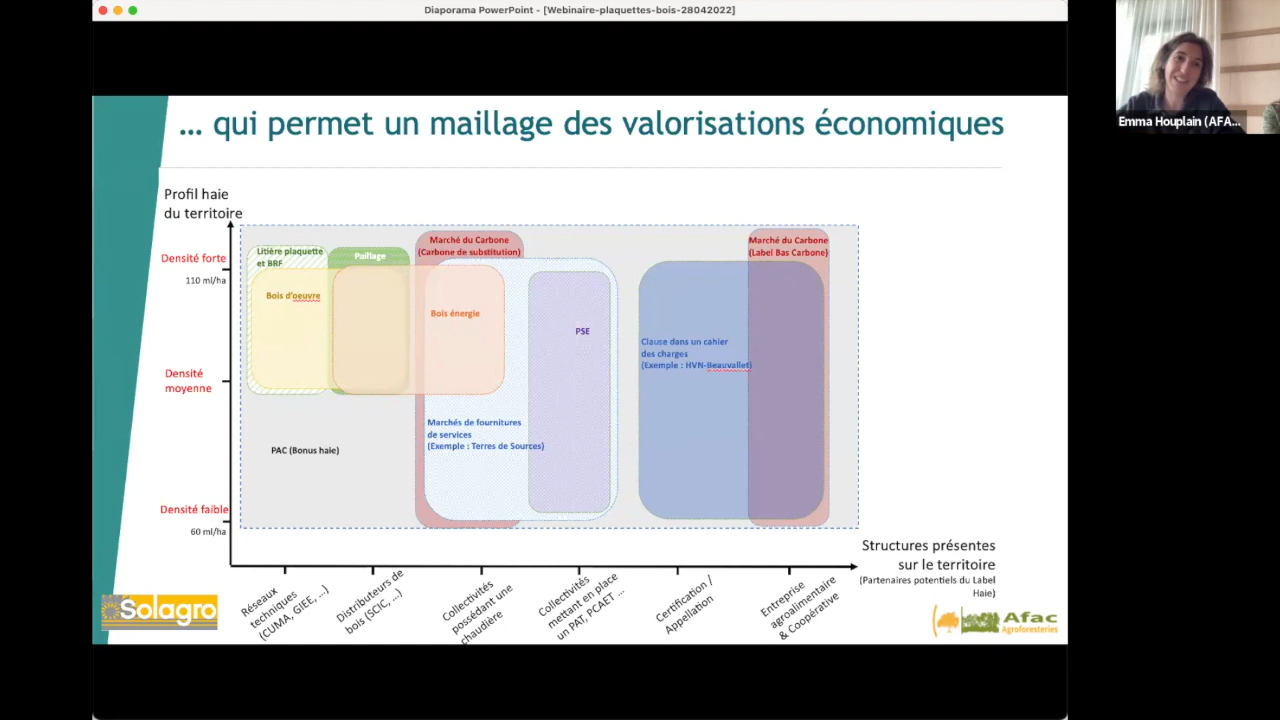 Diaporama PowerPoint - [Webinaire-plaquettes-bois-28042022]
Emma Houplain (AFA...
... qui permet un maillage des valorisations économiques
Profil haie
du territoire
Densité forte
110 ml/ha
Densité
moyenne
Densité faible
60 ml/ha
Litière plaquette
et BRF
Paillage
Marché du Carbone
(Carbone de substitution)
Marché du Carbone
(Label Bas Carbone)
Bois d'oeuvre
Bois énergie
PSE
Clause dans un cahier
des charges
(Exemple : HVN-Beauvallet)
Marchés de fournitures
de services
(Exemple : Terres de Sources)
PAC (Bonus haie)
Structures présentes
sur le territoire
(Partenaires potentiels du Label
Haie)
Réseaux
techniques
(CUMA, GIEE, ...)
Distributeurs de
bois (SCIC, ...)
Collectivités
possédant une
chaudière
Collectivités
mettant en place
un PAT, PCAET ...
Certification /
Appellation
Entreprise
agroalimentaire
& Coopérative
Solagro
Afac
Agroforesteries